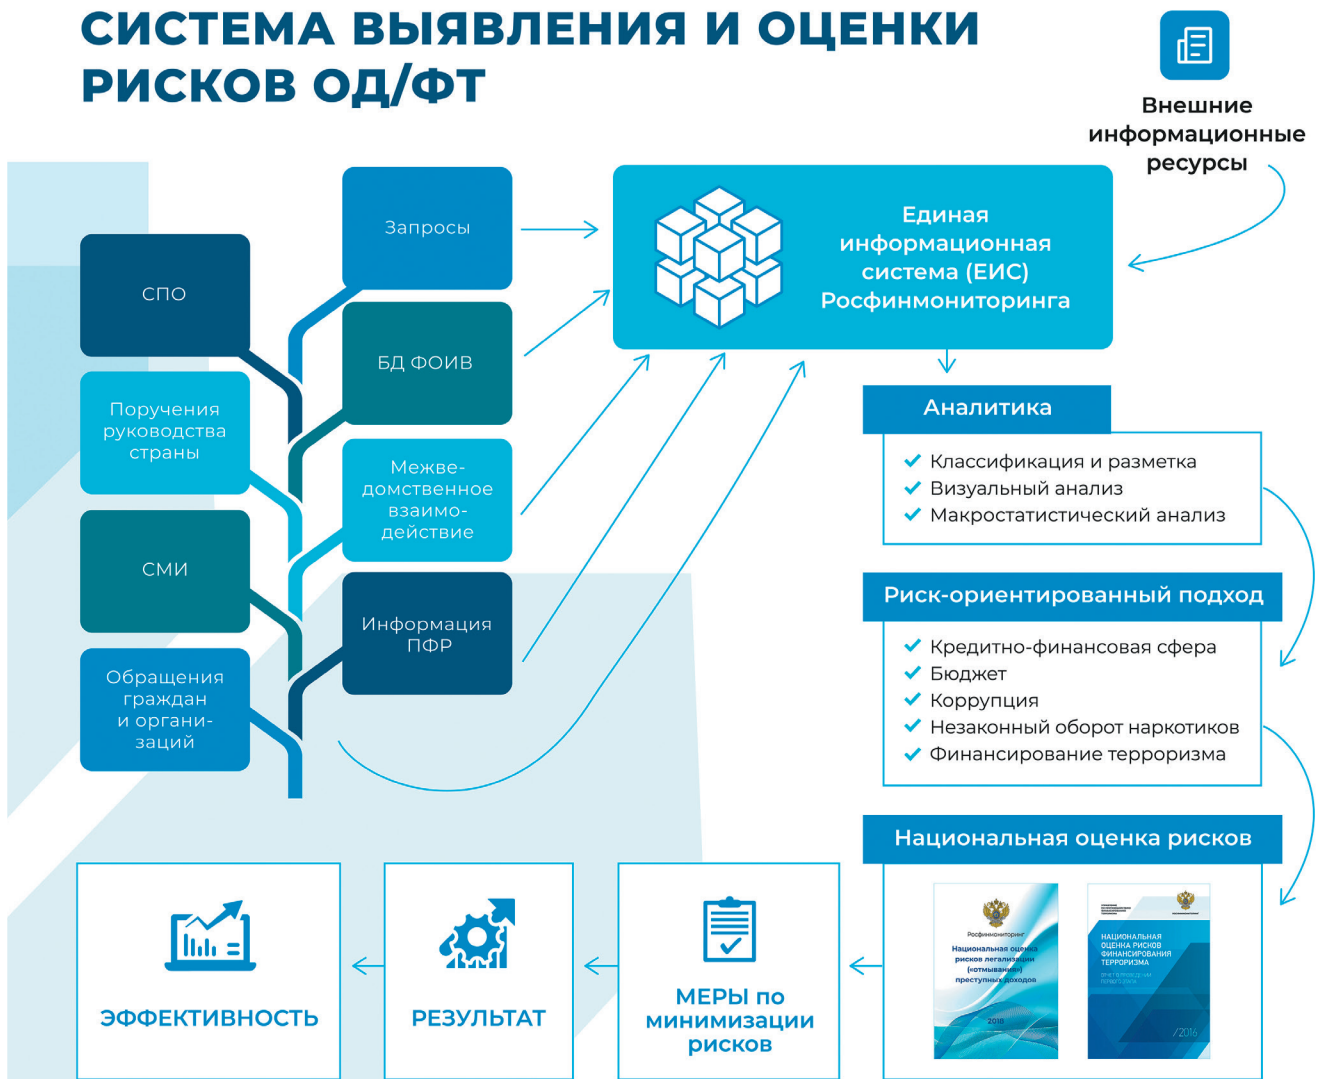 СИСТЕМА ВЫЯВЛЕНИЯ И ОЦЕНКИ
РИСКОВ ОД/ФТ
Внешние
информационные
ресурсы
Запросы
СПО
БД ФОИВ
Поручения
руководства
страны
Межве-
домственное
взаимо-
действие
СМИ
Информация
ПФР
Обращения
граждан
и органи-
заций
Единая
информационная
система (ЕИС)
Росфинмониторинга
Аналитика
Классификация и разметка
Визуальный анализ
Макростатистический анализ
Риск-ориентированный подход
Кредитно-финансовая сфера
Бюджет
Коррупция
Незаконный оборот наркотиков
Финансирование терроризма
Национальная оценка рисков
Росфинмониторинг
Национальная оценка
рисков легализации
(«отмывания»)
преступных доходов
2018
РОСФИНМОНИТОРИНГ
НАЦИОНАЛЬНАЯ
ОЦЕНКА РИСКОВ
ФИНАНСИРОВАНИЯ
ТЕРРОРИЗМА
/2016
МЕРЫ по
минимизации
рисков
РЕЗУЛЬТАТ
ЭФФЕКТИВНОСТЬ